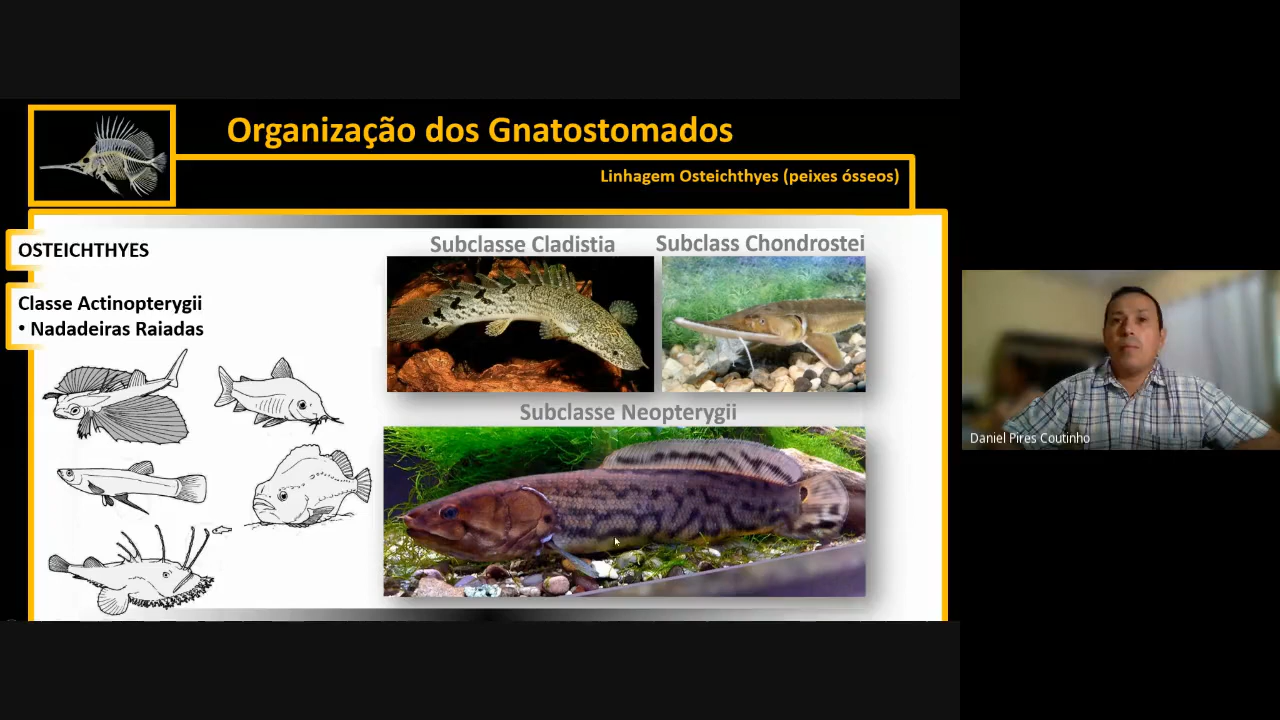 Organização dos Gnatostomados
Linhagem Osteichthyes (peixes ósseos)
OSTEICHTHYES
Classe Actinopterygii
• Nadadeiras Raiadas
Subclasse Cladistia
Subclass Chondrostei
Subclasse Neopterygii
Daniel Pires Coutinho